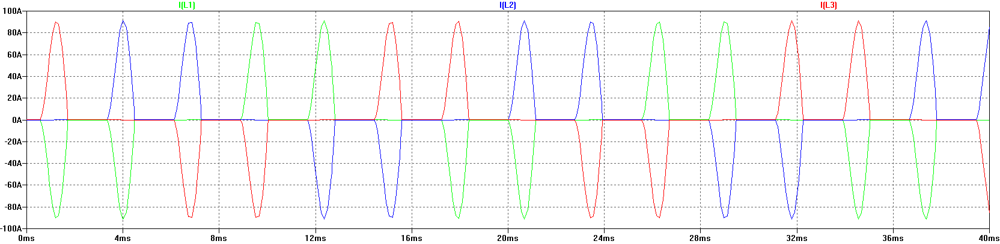 I(L1) I(L2) I(L3)
100A
80A
60A
40A
20A
0A
-20A
-40A
-60A
-80A
-100A
0ms 4ms 8ms 12ms 16ms 20ms 24ms 28ms 32ms 36ms 40ms